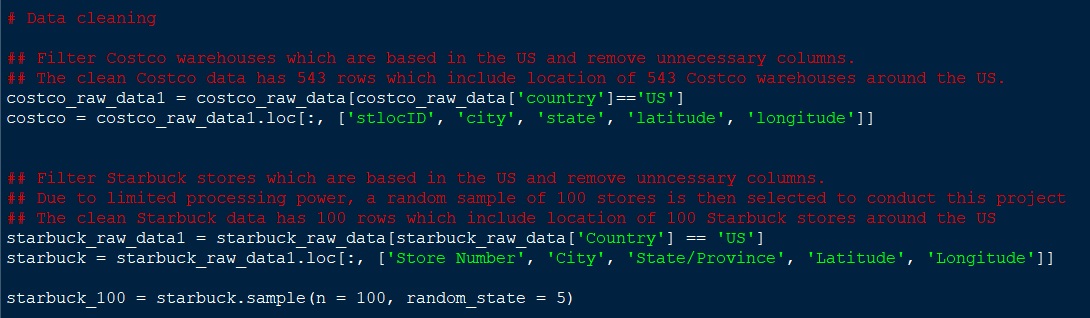 # Data cleaning
## Filter Costco warehouses which are based in the US and remove unnecessary columns.
## The clean Costco data has 543 rows which include location of 543 Costco warehouses around the US.
costco_raw_data1 = costco_raw_data[costco_raw_data['country']=='US']
costco = costco_raw_data1.loc[:, ['stlocID', 'city', 'state', 'latitude', 'longitude']]
## Filter Starbuck stores which are based in the US and remove unncessary columns.
## Due to limited processing power, a random sample of 100 stores is then selected to conduct this project
## The clean Starbuck data has 100 rows which include location of 100 Starbuck stores around the US
starbuck_raw_data1 = starbuck_raw_data[starbuck_raw_data['Country'] == 'US']
starbuck = starbuck_raw_data1.loc[:, ['Store Number', 'City', 'State/Province', 'Latitude', 'Longitude']]
starbuck_100 = starbuck.sample(n = 100, random_state = 5)